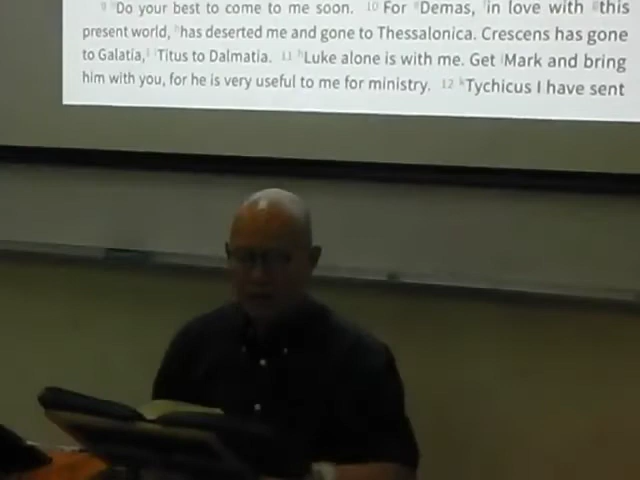 9 Do your best to come to me soon. 10 For Demas, in love with this
present world, has deserted me and gone to Thessalonica. Crescens has gone
to Galatia, Titus to Dalmatia. 11 Luke alone is with me. Get Mark and bring
him with you, for he is very useful to me for ministry. 12 Tychicus I have sent